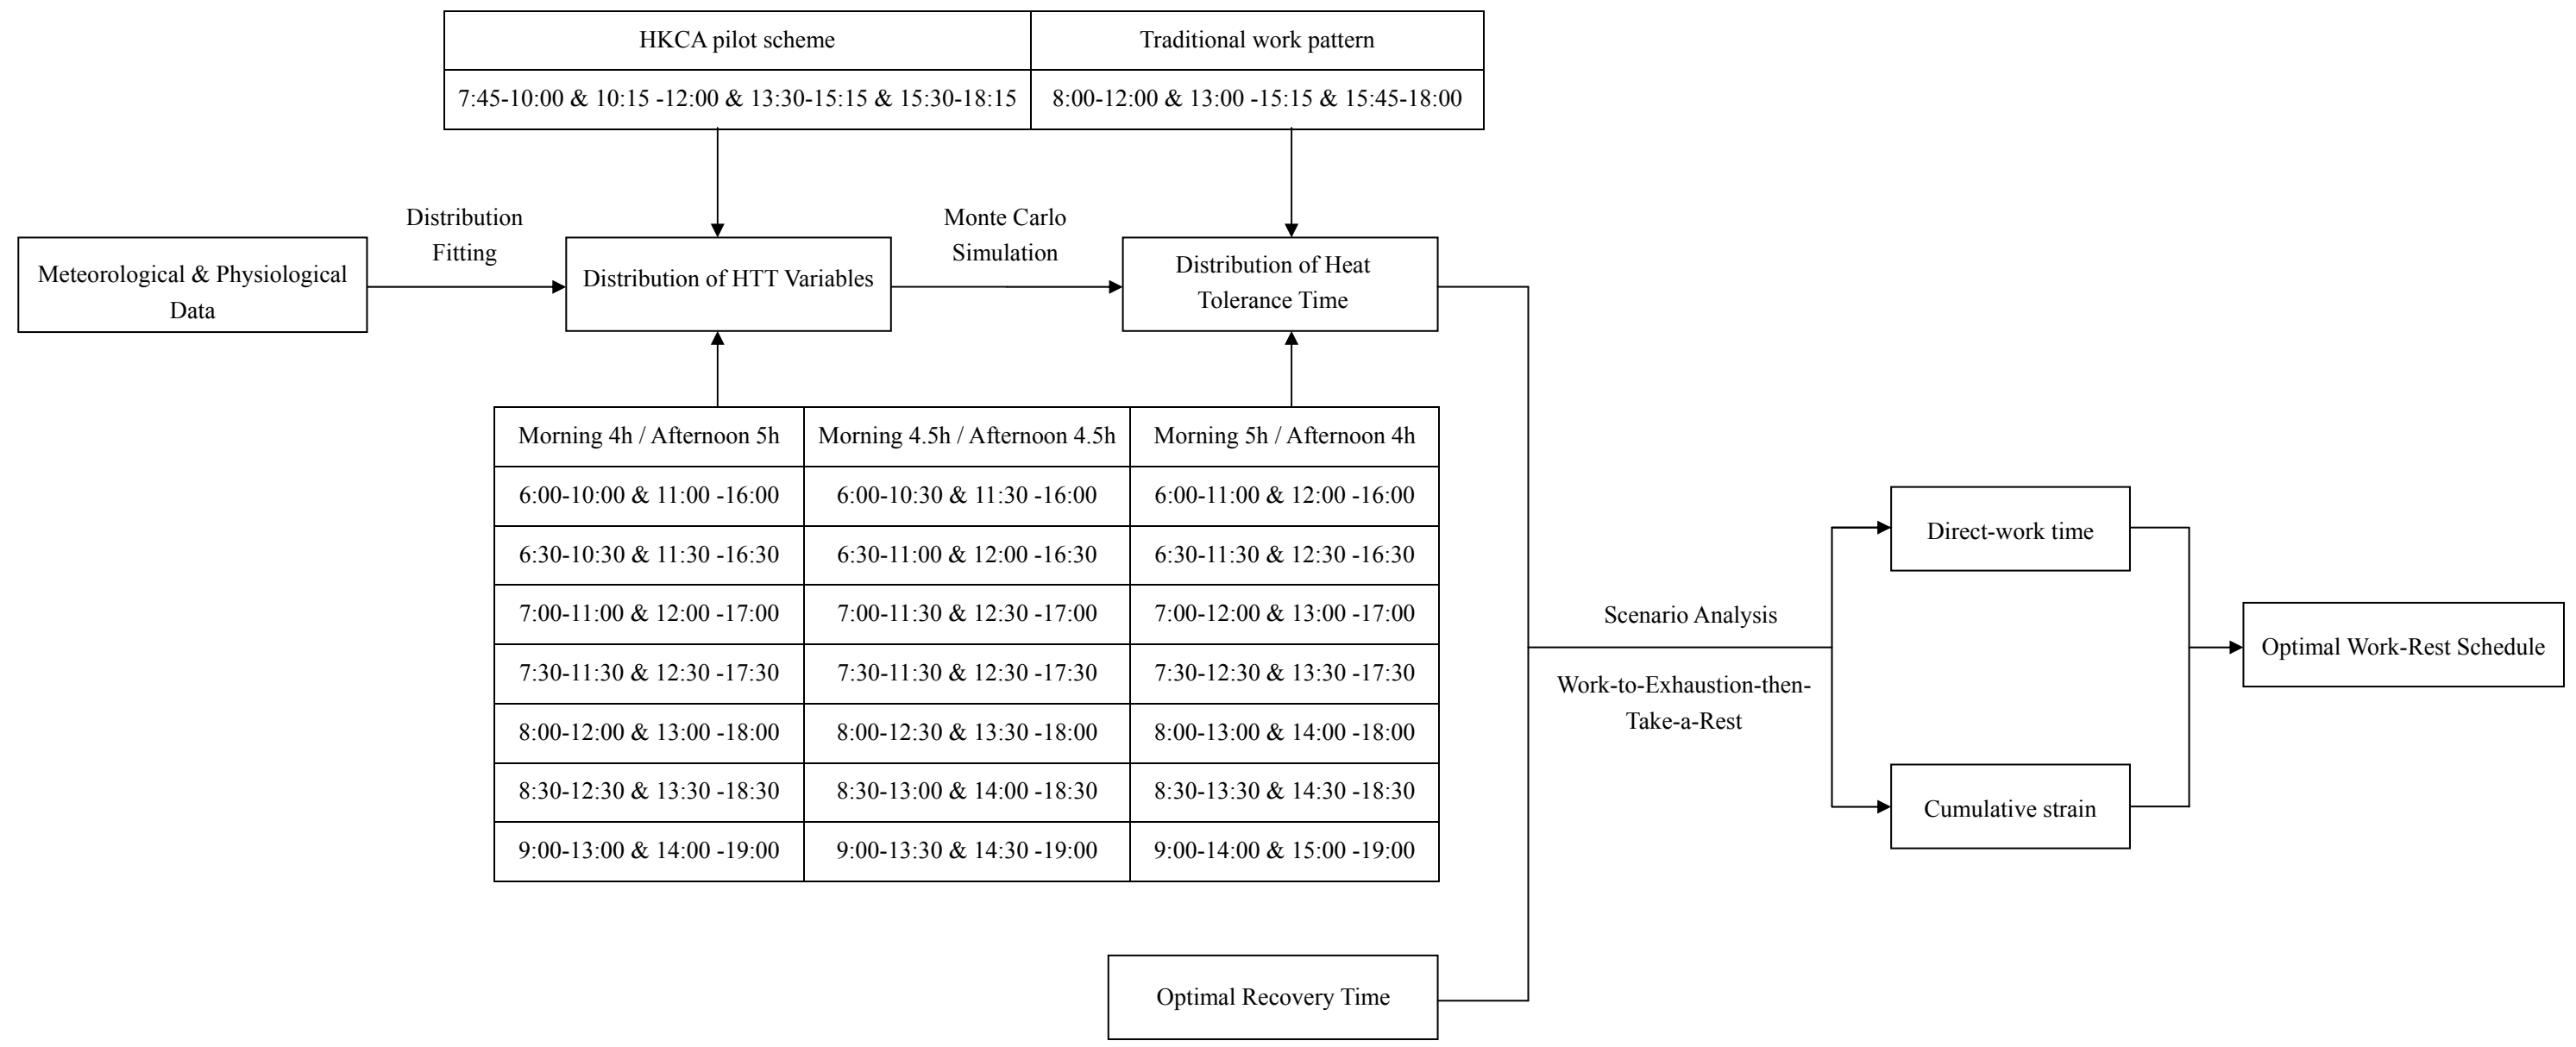 HKCA pilot scheme
Traditional work pattern
7:45-10:00 & 10:15 -12:00 & 13:30-15:15 & 15:30-18:15
8:00-12:00 & 13:00 -15:15 & 15:45-18:00
Meteorological & Physiological
Data
Distribution
Fitting
Distribution of HTT Variables
Monte Carlo
Simulation
Distribution of Heat
Tolerance Time
Morning 4h / Afternoon 5h
Morning 4.5h / Afternoon 4.5h
Morning 5h / Afternoon 4h
6:00-10:00 & 11:00 -16:00
6:00-10:30 & 11:30 -16:00
6:00-11:00 & 12:00 -16:00
6:30-10:30 & 11:30 -16:30
6:30-11:00 & 12:00 -16:30
6:30-11:30 & 12:30 -16:30
7:00-11:00 & 12:00 -17:00
7:00-11:30 & 12:30 -17:00
7:00-12:00 & 13:00 -17:00
7:30-11:30 & 12:30 -17:30
7:30-11:30 & 12:30 -17:30
7:30-12:30 & 13:30 -17:30
8:00-12:00 & 13:00 -18:00
8:00-12:30 & 13:30 -18:00
8:00-13:00 & 14:00 -18:00
8:30-12:30 & 13:30 -18:30
8:30-13:00 & 14:00 -18:30
8:30-13:30 & 14:30 -18:30
9:00-13:00 & 14:00 -19:00
9:00-13:30 & 14:30 -19:00
9:00-14:00 & 15:00 -19:00
Optimal Recovery Time
Scenario Analysis
Work-to-Exhaustion-then-
Take-a-Rest
Direct-work time
Cumulative strain
Optimal Work-Rest Schedule